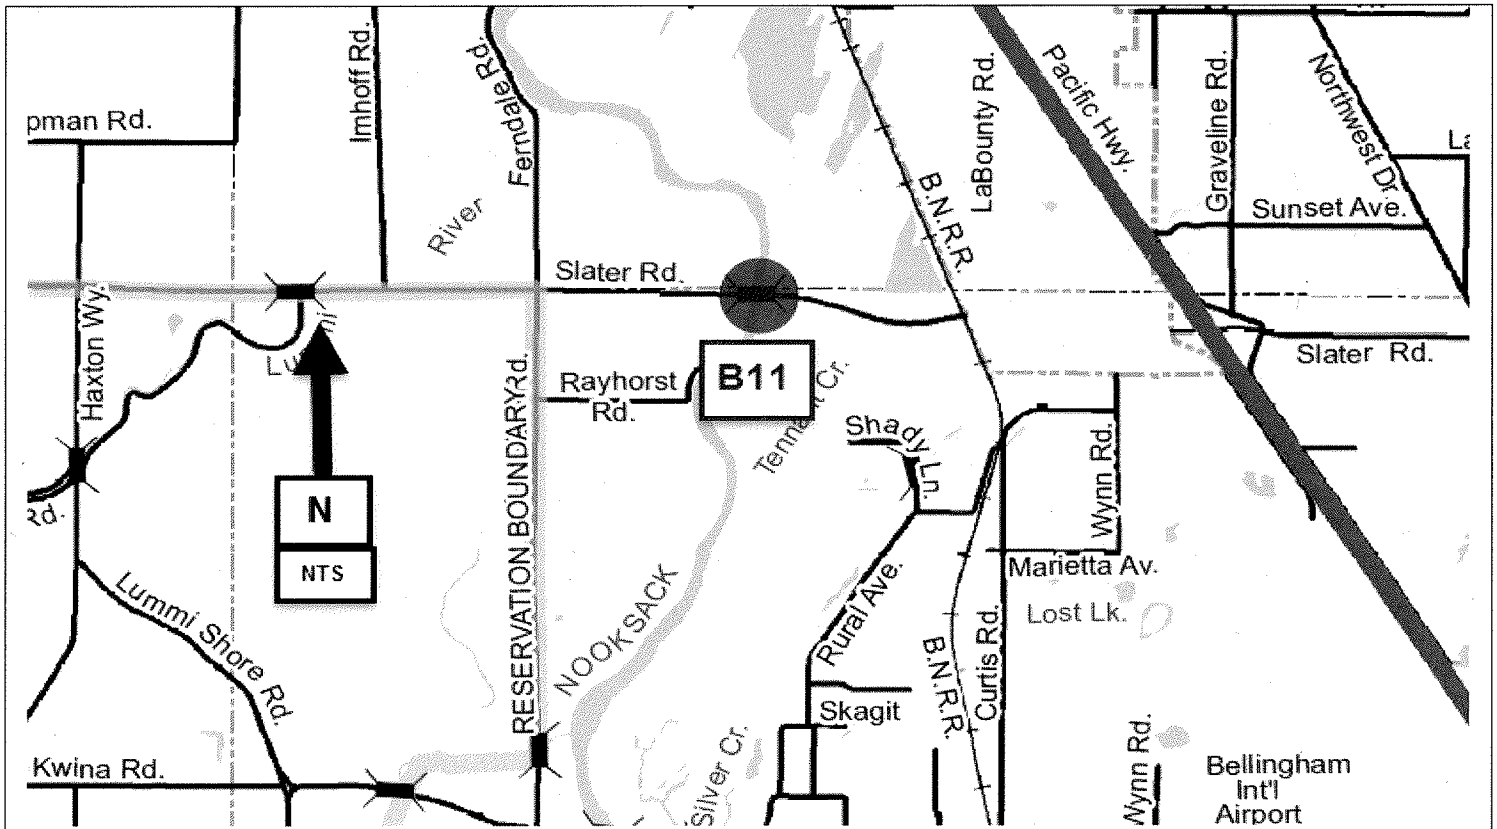 pman Rd.
Imhoff Rd.
Ferndale Rd.
River
LaBounty Rd.
Pacific Hwy.
Graveline Rd.
Northwest Dr.
La
Sunset Ave.
B.N.R.R.
Slater Rd.
Haxton Wy.
Lummi
Slater Rd.
RESERVATION BOUNDARY Rd.
Rayhorst
Rd.
B11
Tennant Cr.
Shady Ln.
Wynn Rd.
N
NTS
Rd.
Lummi Shore Rd.
NOOKSACK
Rural Ave.
Marietta Av.
Lost Lk.
Curtis Rd.
B.N.R.R.
Skagit
Silver Cr.
Kwina Rd.
Wynn Rd.
Bellingham
Int'l
Airport